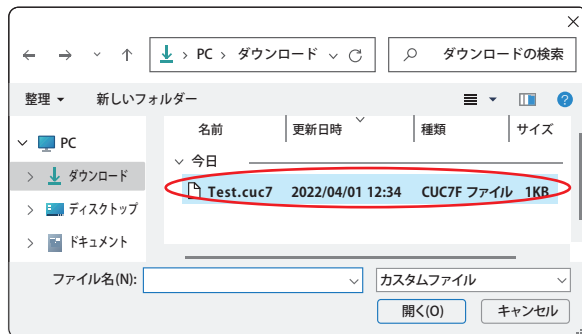 PC › ダウンロード
ダウンロードの検索
整理 新しいフォルダー
名前 更新日時 種類 サイズ
PC
今日
ダウンロード
Test.cuc7 2022/04/01 12:34 CUC7F ファイル 1KB
ディスクトップ
ドキュメント
ファイル名(N):
カスタムファイル
開く(O) キャンセル